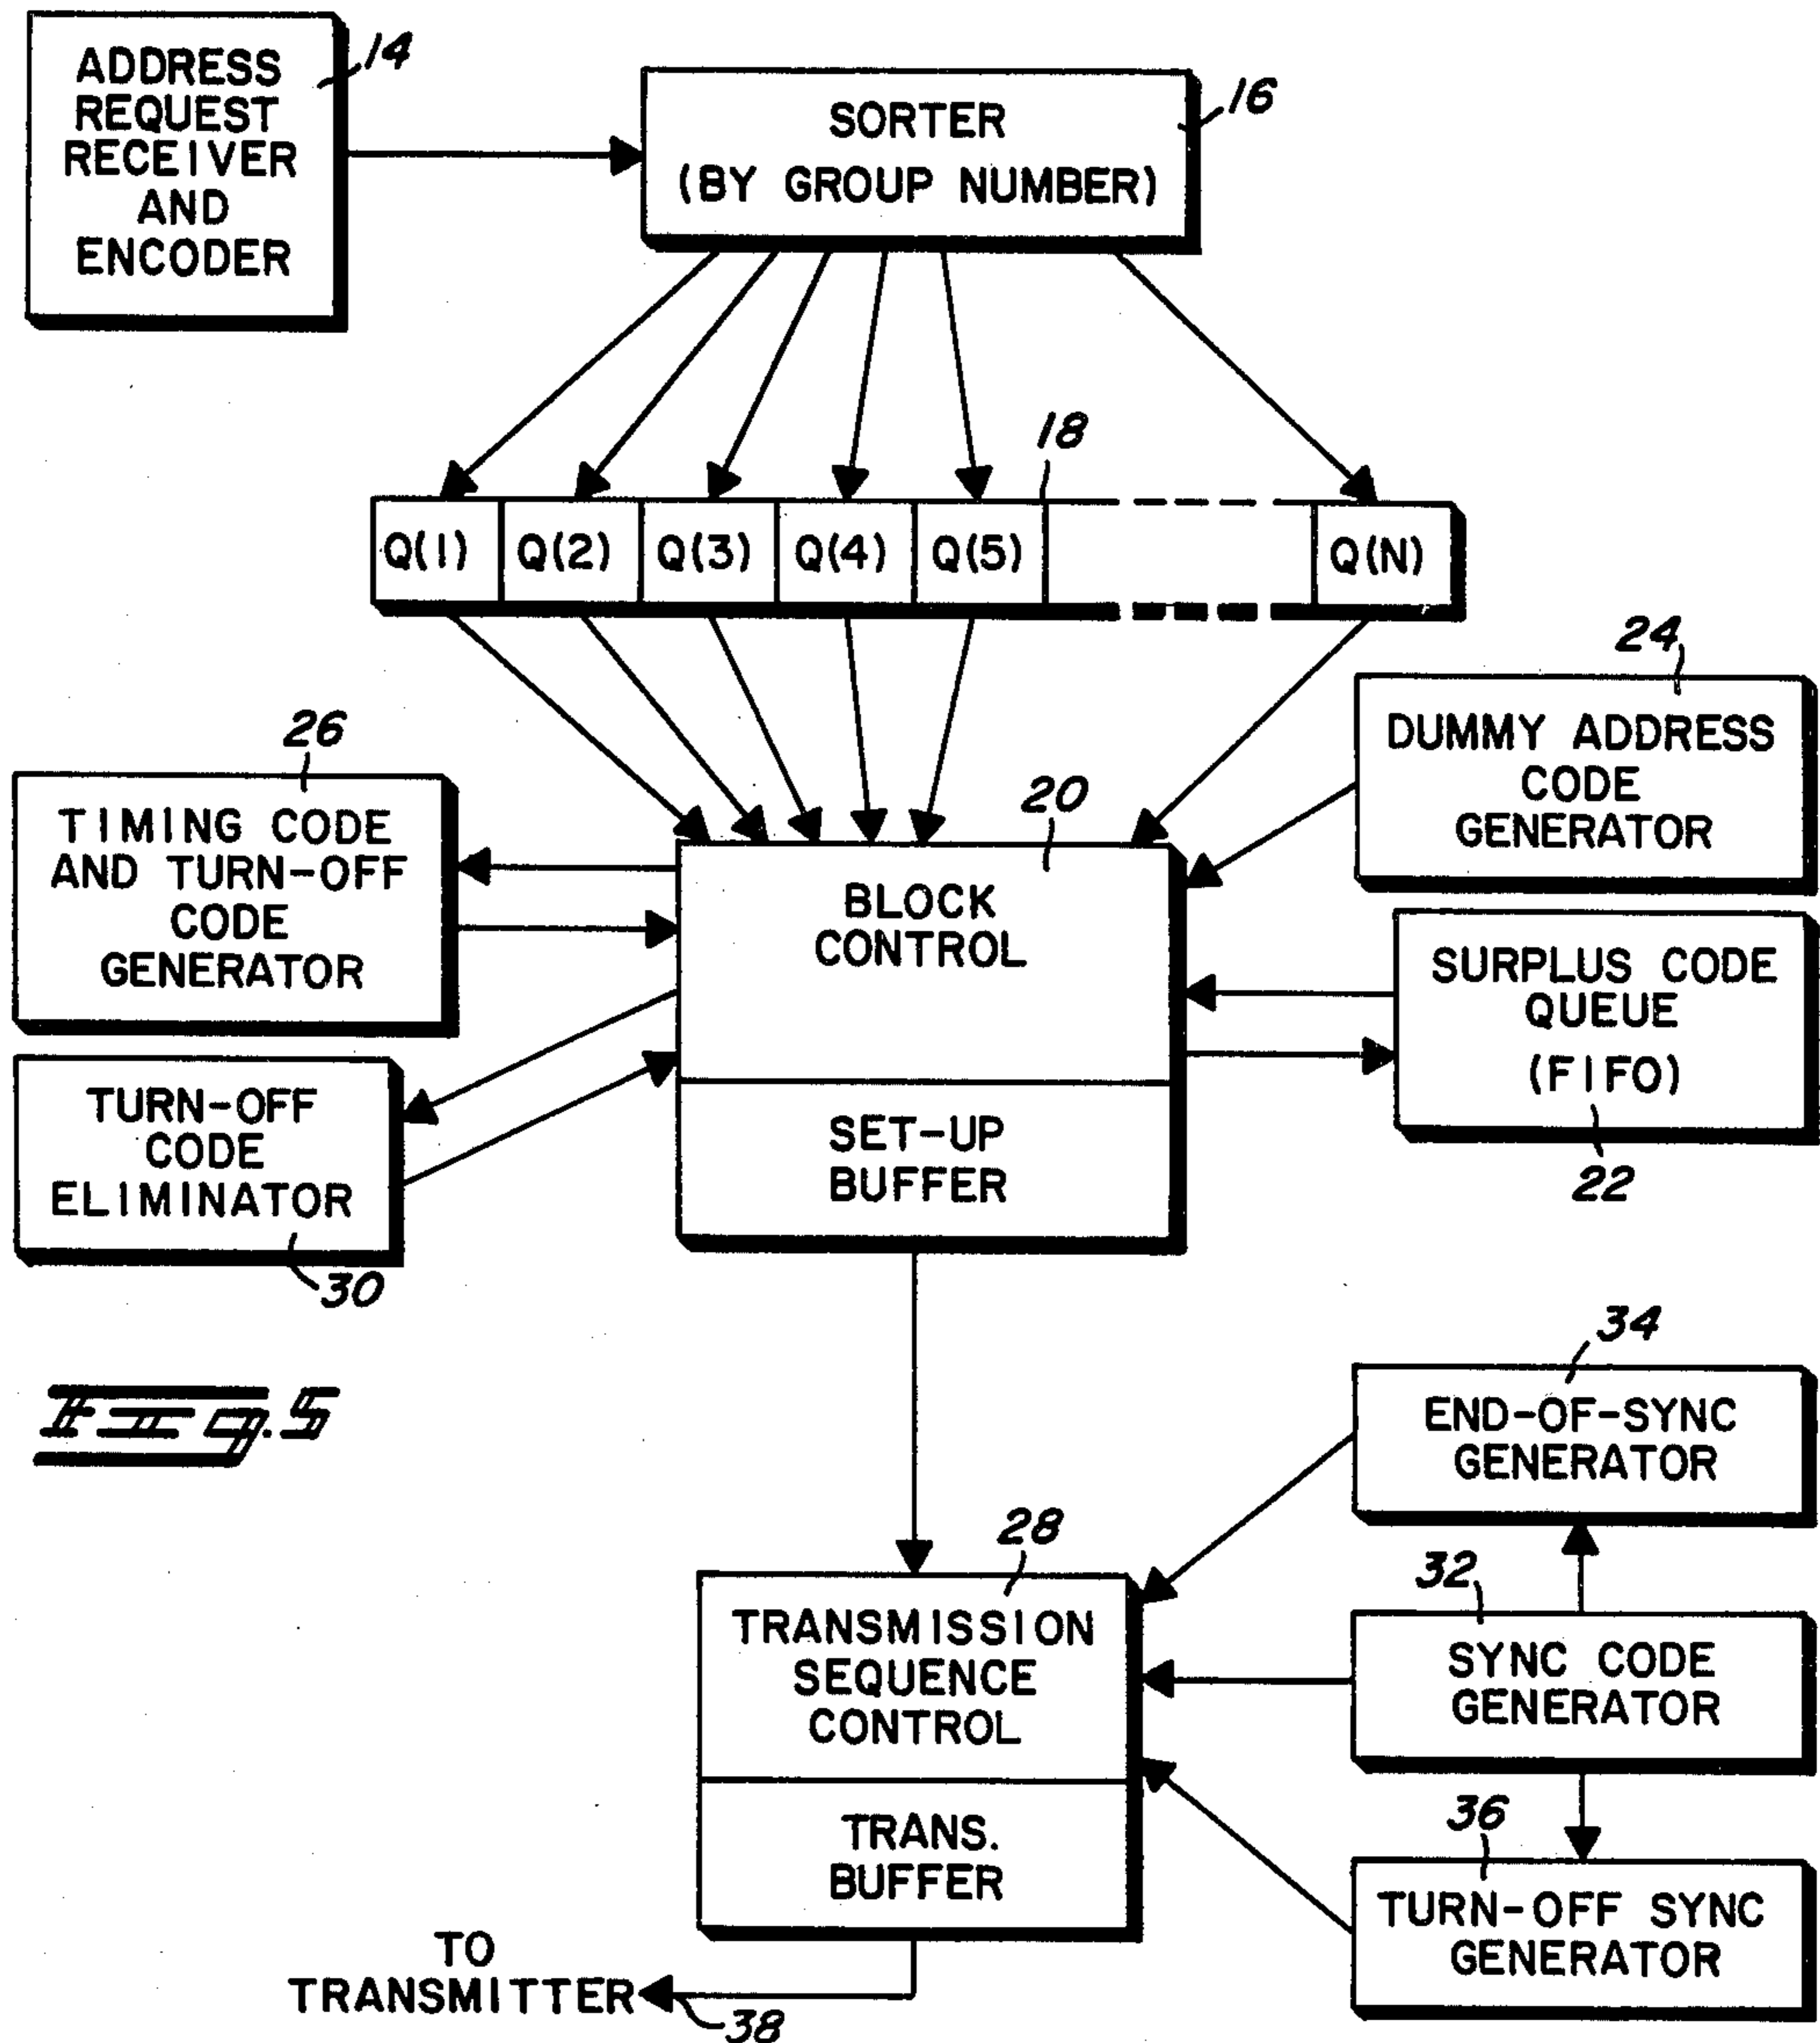 ADDRESS
REQUEST
RECEIVER
AND
ENCODER
14
SORTER
(BY GROUP NUMBER)
16
18
Q(1) Q(2) Q(3) Q(4) Q(5) Q(N)
24
DUMMY ADDRESS
CODE
GENERATOR
26
TIMING CODE
AND TURN-OFF
CODE
GENERATOR
20
BLOCK
CONTROL
SET-UP
BUFFER
SURPLUS CODE
QUEUE
(FIFO)
22
TURN-OFF
CODE
ELIMINATOR
30
Fig. 5
34
END-OF-SYNC
GENERATOR
28
TRANSMISSION
SEQUENCE
CONTROL
TRANS.
BUFFER
32
SYNC CODE
GENERATOR
36
TURN-OFF SYNC
GENERATOR
TO
TRANSMITTER
38